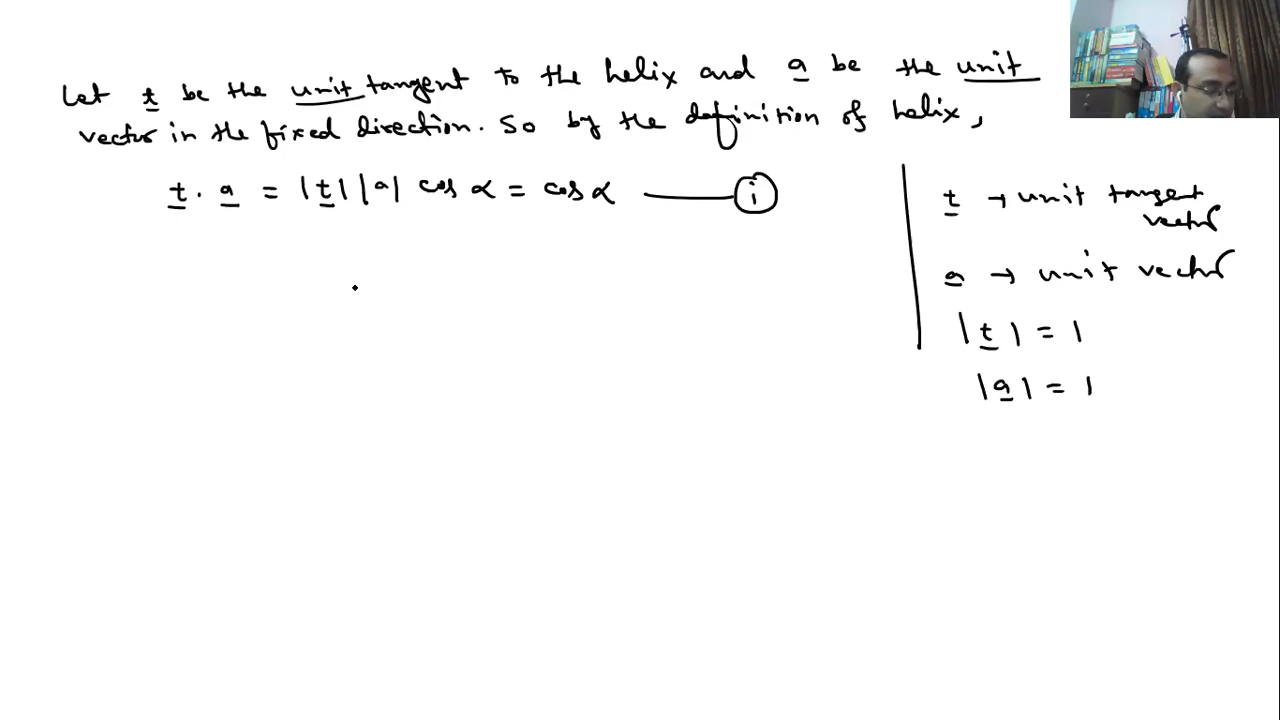 Let t be the unit tangent to the helix and a be the unit
vector in the fixed direction. So by the definition of helix,
t . a = |t| |a| cos α = cos α ——— (i)
t → unit tangent
vector
a → unit vector
|t| = 1
|a| = 1